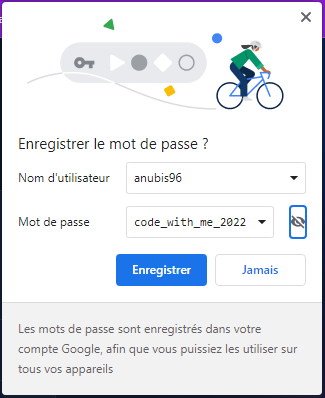 Enregistrer le mot de passe ?
Nom d'utilisateur anubis96
Mot de passe code_with_me_2022
Enregistrer Jamais
Les mots de passe sont enregistrés dans votre
compte Google, afin que vous puissiez les utiliser sur
tous vos appareils